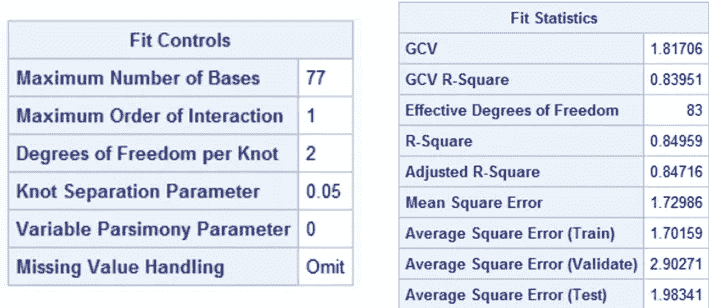 Fit Controls
Maximum Number of Bases 77
Maximum Order of Interaction 1
Degrees of Freedom per Knot 2
Knot Separation Parameter 0.05
Variable Parsimony Parameter 0
Missing Value Handling Omit
Fit Statistics
GCV 1.81706
GCV R-Square 0.83951
Effective Degrees of Freedom 83
R-Square 0.84959
Adjusted R-Square 0.84716
Mean Square Error 1.72986
Average Square Error (Train) 1.70159
Average Square Error (Validate) 2.90271
Average Square Error (Test) 1.98341